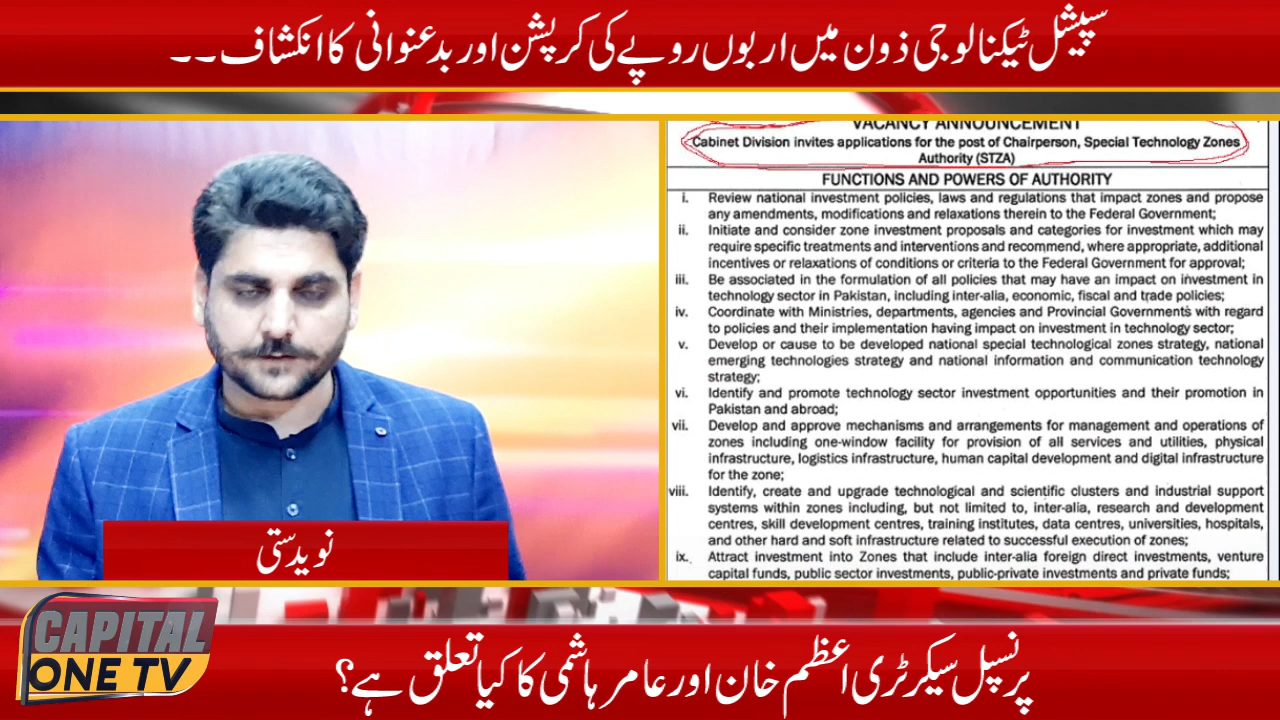 سپیشل ٹیکنالوجی ذون میں اربوں روپے کی کرپشن اور بدعنوانی کا انکشاف۔۔
نوید ستی
VACANCY ANNOUNCEMENT
Cabinet Division invites applications for the post of Chairperson, Special Technology Zones
Authority (STZA)
FUNCTIONS AND POWERS OF AUTHORITY
i. Review national investment policies, laws and regulations that impact zones and propose
any amendments, modifications and relaxations therein to the Federal Government;
ii. Initiate and consider zone investment proposals and categories for investment which may
require specific treatments and interventions and recommend, where appropriate, additional
incentives or relaxations of conditions or criteria to the Federal Government for approval;
iii. Be associated in the formulation of all policies that may have an impact on investment in
technology sector in Pakistan, including inter-alia, economic, fiscal and trade policies;
iv. Coordinate with Ministries, departments, agencies and Provincial Governments with regard
to policies and their implementation having impact on investment in technology sector;
v. Develop or cause to be developed national special technological zones strategy, national
emerging technologies strategy and national information and communication technology
strategy;
vi. Identify and promote technology sector investment opportunities and their promotion in
Pakistan and abroad;
vii. Develop and approve mechanisms and arrangements for management and operations of
zones including one-window facility for provision of all services and utilities, physical
infrastructure, logistics infrastructure, human capital development and digital infrastructure
for the zone;
viii. Identify, create and upgrade technological and scientific clusters and industrial support
systems within zones including, but not limited to, inter-alia, research and development
centres, skill development centres, training institutes, data centres, universities, hospitals,
and other hard and soft infrastructure related to successful execution of zones;
ix. Attract investment into Zones that include inter-alia foreign direct investments, venture
capital funds, public sector investments, public-private investments and private funds;
CAPITAL
ONE TV
پرنسپل سیکرٹری اعظم خان اور عامر ہاشمی کا کیا تعلق ہے؟